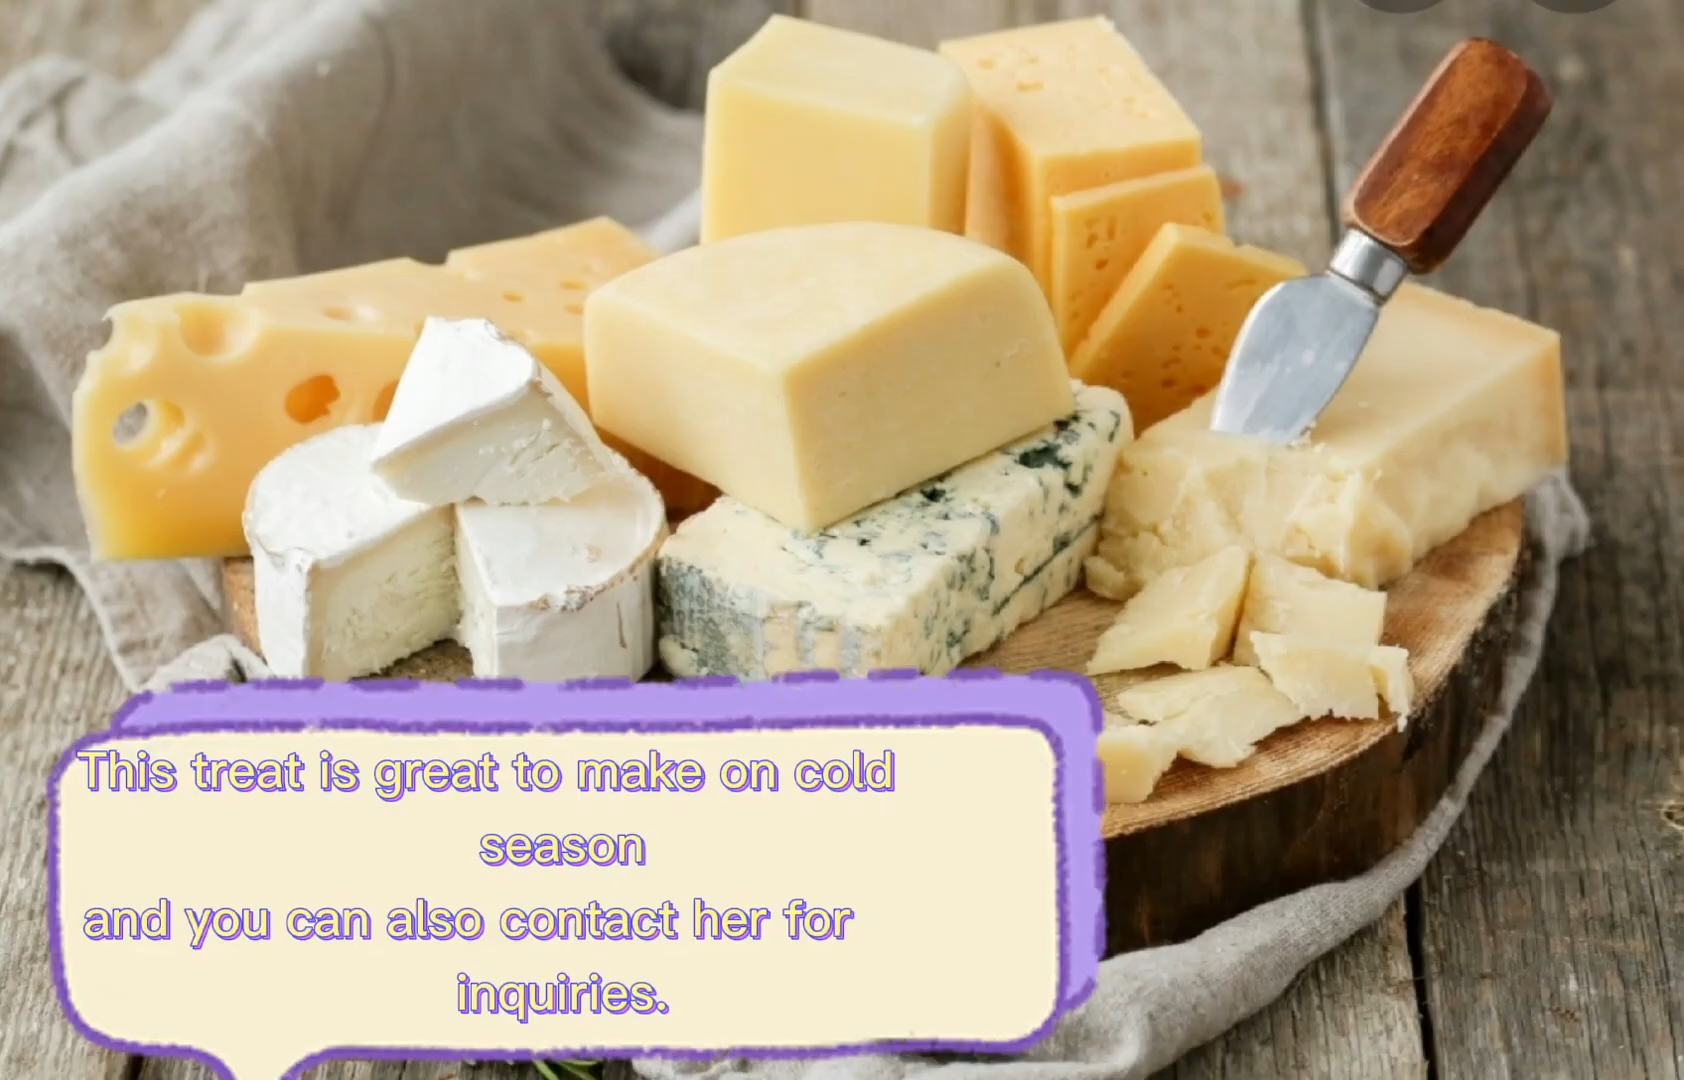 This treat is great to make on cold
season
and you can also contact her for
inquiries.